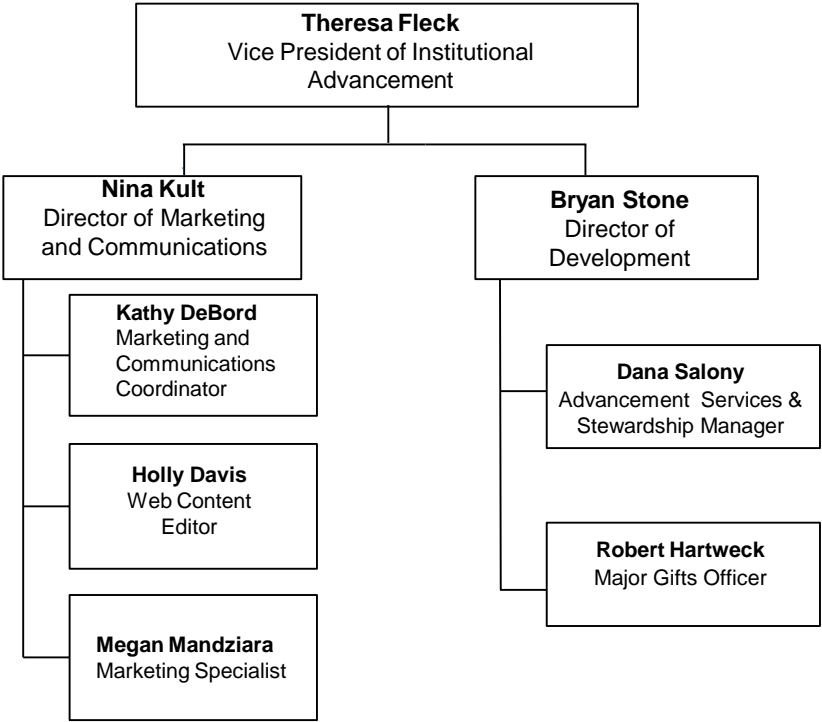 Theresa Fleck
Vice President of Institutional
Advancement
Nina Kult
Director of Marketing
and Communications
Kathy DeBord
Marketing and
Communications
Coordinator
Holly Davis
Web Content
Editor
Megan Mandziara
Marketing Specialist
Bryan Stone
Director of
Development
Dana Salony
Advancement Services &
Stewardship Manager
Robert Hartweck
Major Gifts Officer